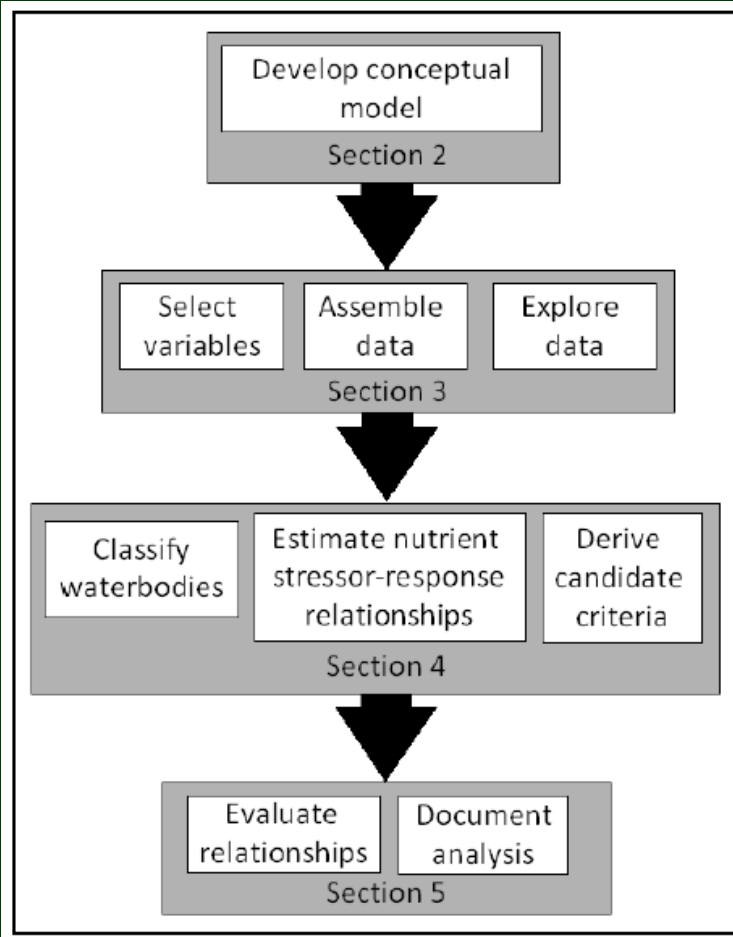 Develop conceptual
model
Section 2
Select
variables
Assemble
data
Explore
data
Section 3
Classify
waterbodies
Estimate nutrient
stressor-response
relationships
Derive
candidate
criteria
Section 4
Evaluate
relationships
Document
analysis
Section 5